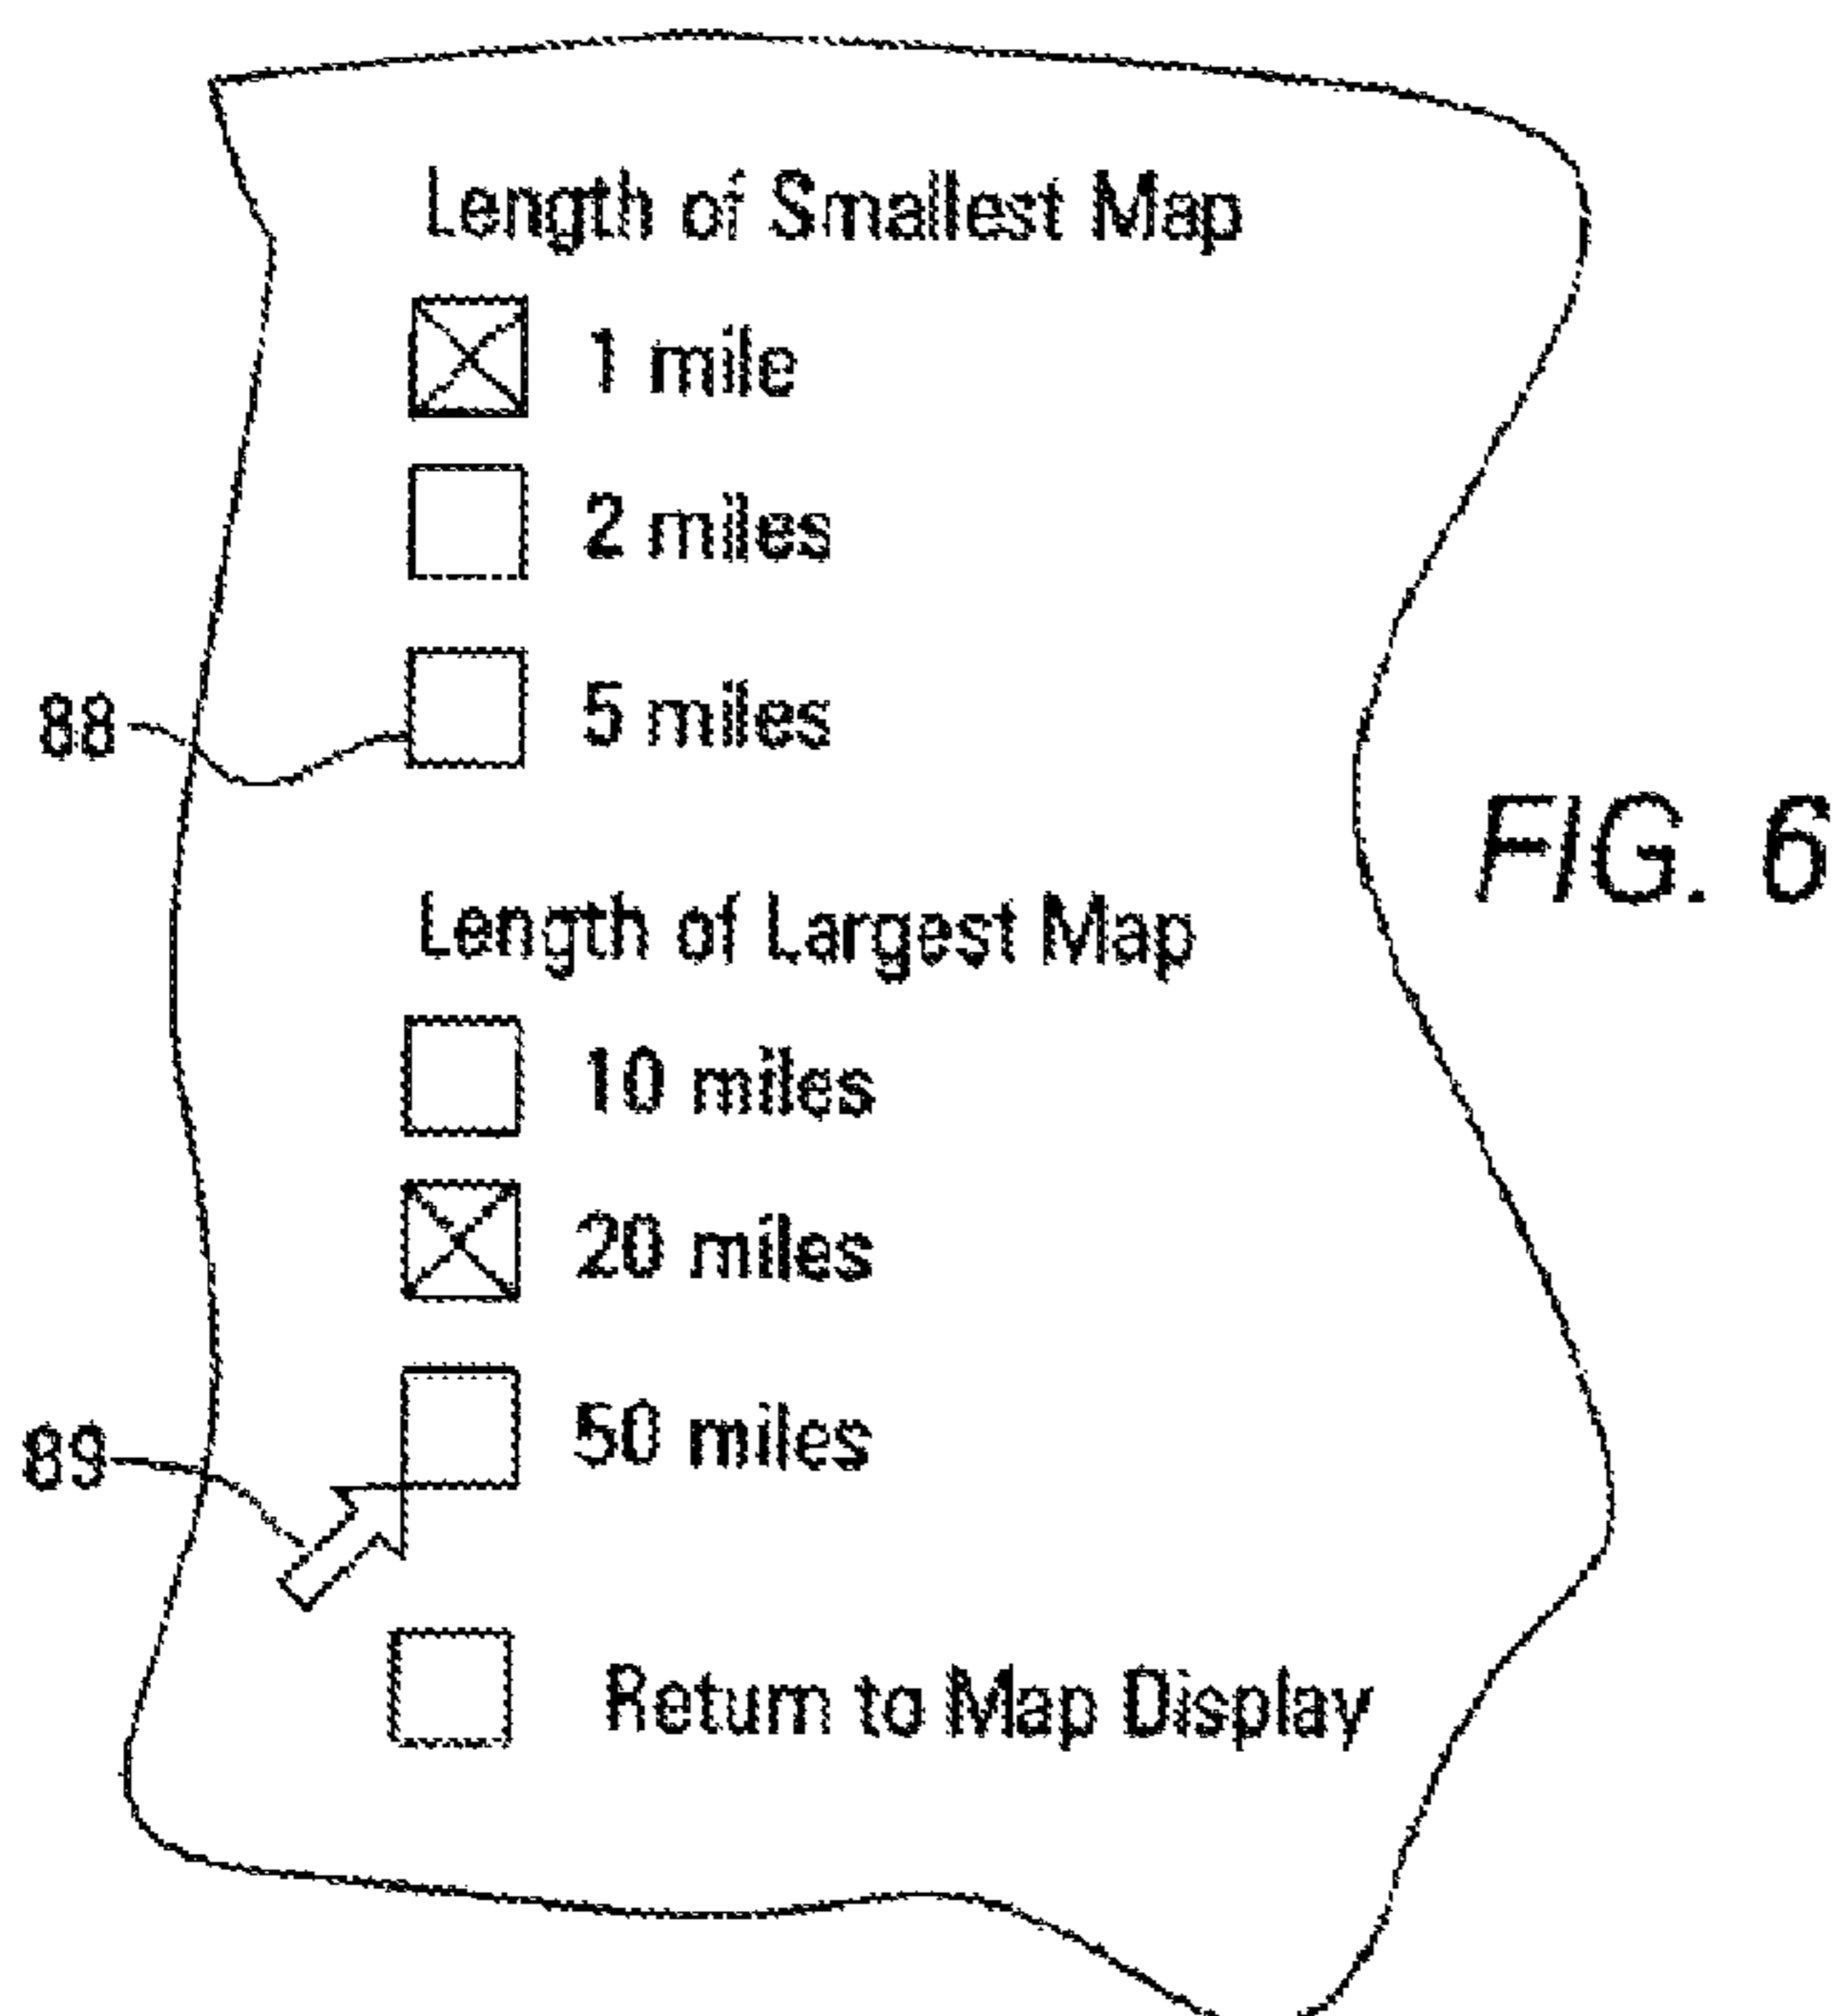 Length of Smallest Map
1 mile
2 miles
88
5 miles
FIG. 6
Length of Largest Map
10 miles
20 miles
50 miles
89
Return to Map Display